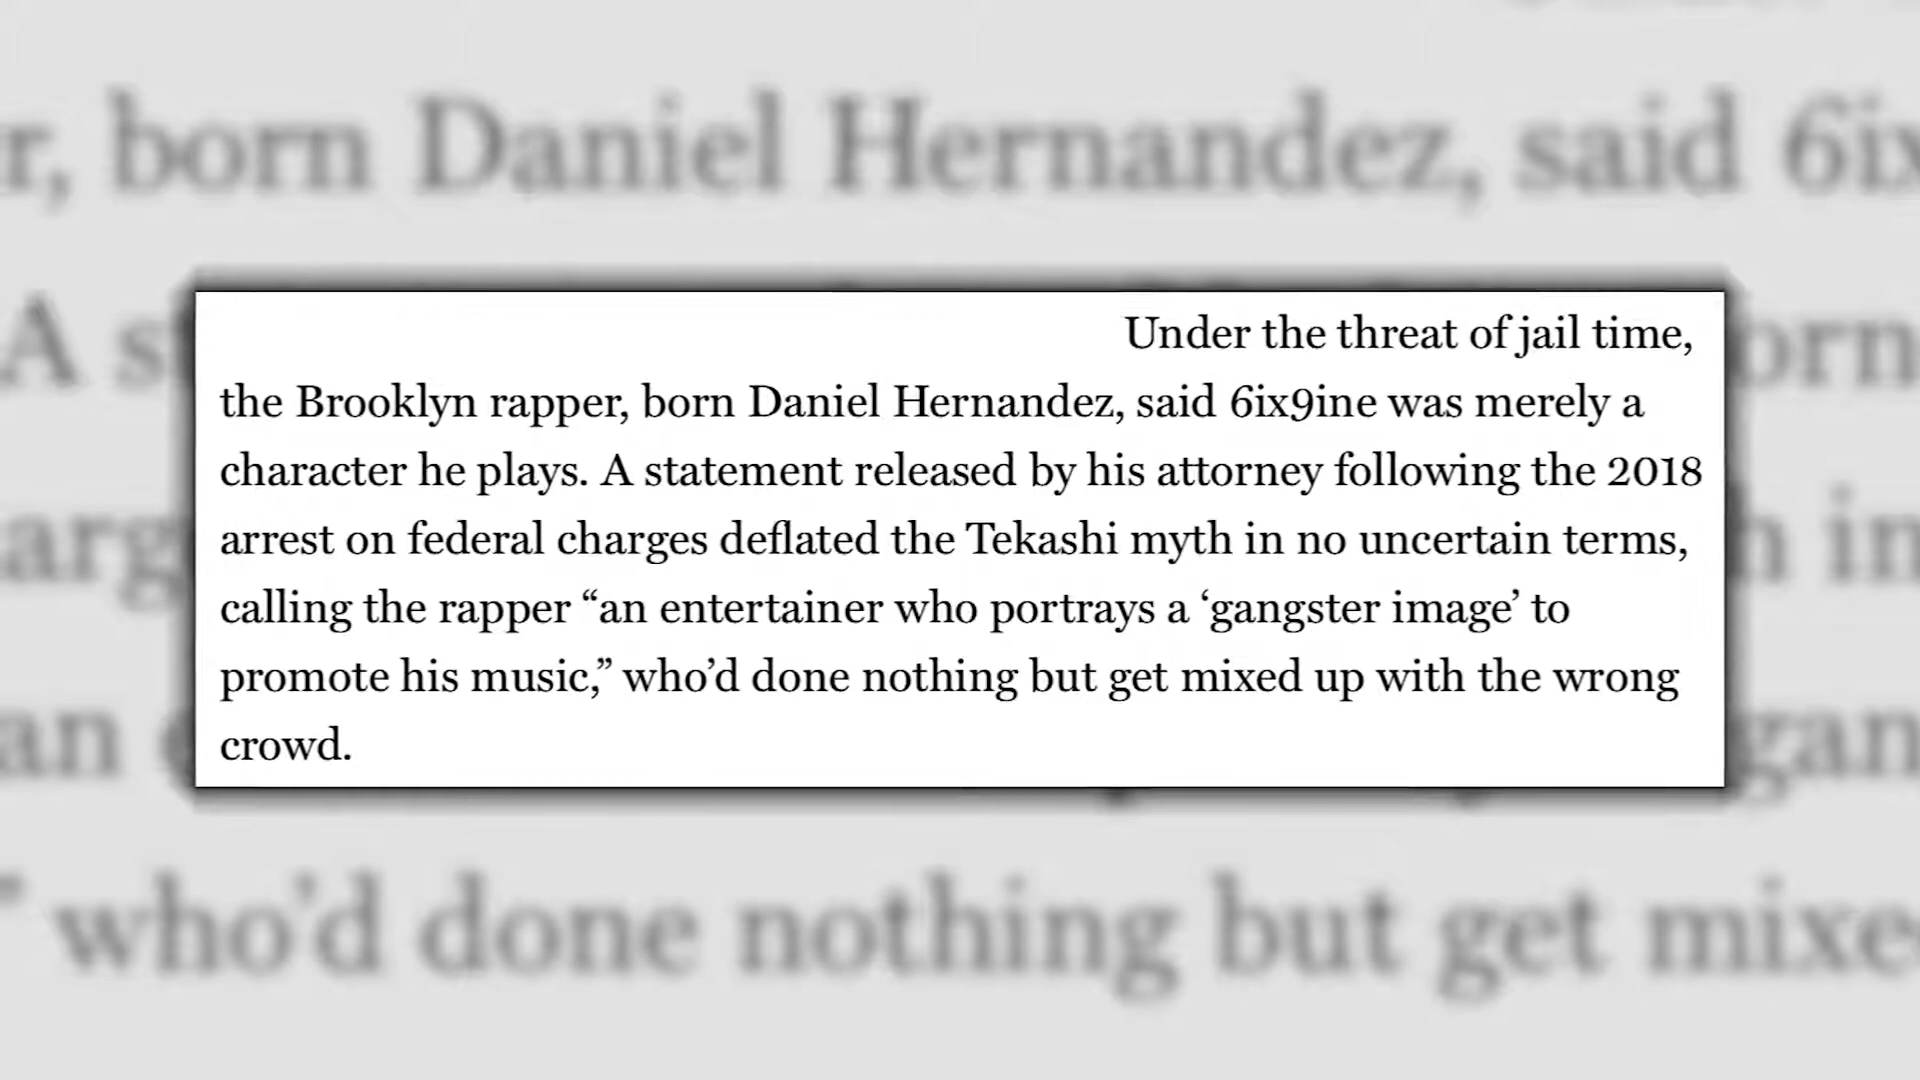 Under the threat of jail time,
the Brooklyn rapper, born Daniel Hernandez, said 6ix9ine was merely a
character he plays. A statement released by his attorney following the 2018
arrest on federal charges deflated the Tekashi myth in no uncertain terms,
calling the rapper “an entertainer who portrays a ‘gangster image’ to
promote his music,” who’d done nothing but get mixed up with the wrong
crowd.